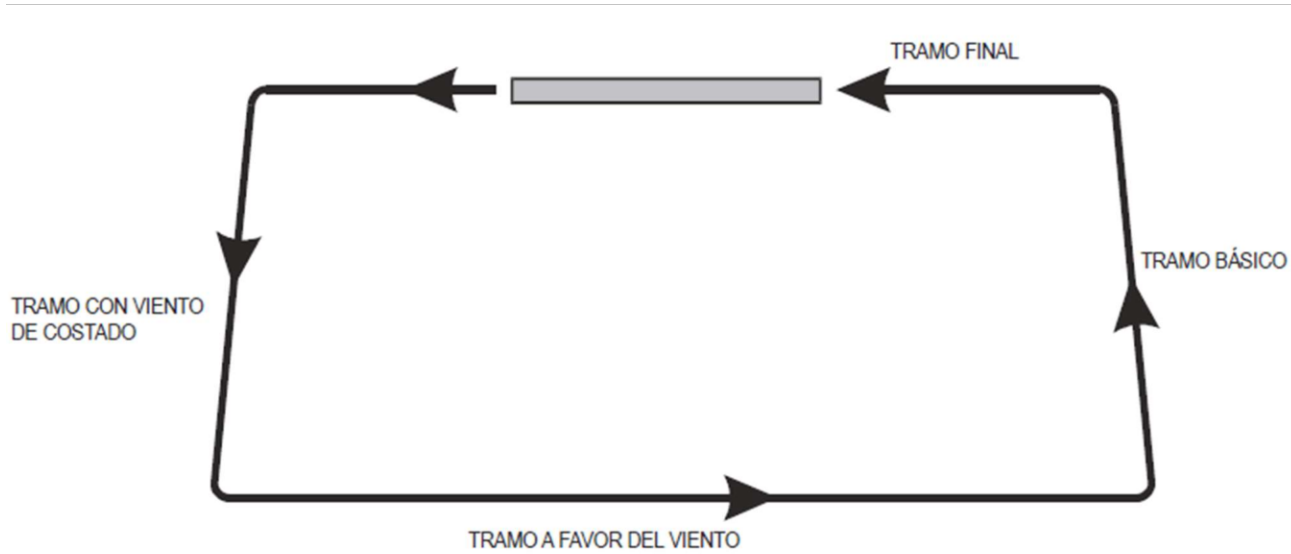 TRAMO FINAL
TRAMO BÁSICO
TRAMO CON VIENTO
DE COSTADO
TRAMO A FAVOR DEL VIENTO